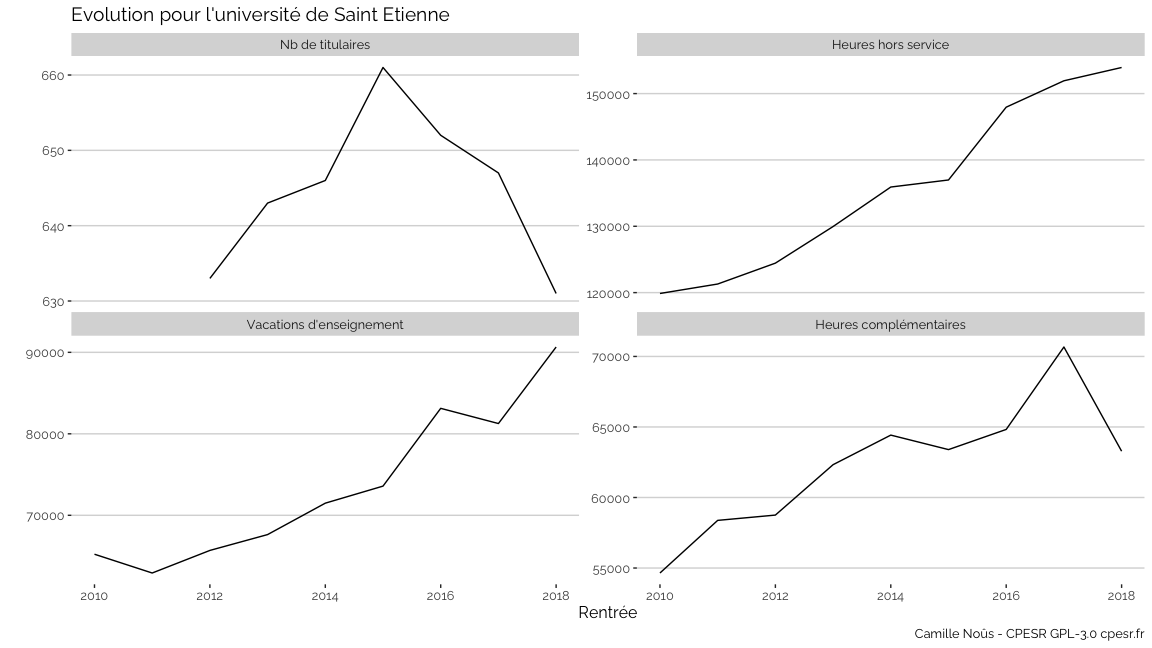 Evolution pour l'université de Saint Etienne
Nb de titulaires
660
650
640
630
Heures hors service
150000
140000
130000
120000
Vacations d'enseignement
90000
80000
70000
2010 2012 2014 2016 2018
Heures complémentaires
70000
65000
60000
55000
2010 2012 2014 2016 2018
Rentrée
Camille Noûs - CPESR GPL-3.0 cpesr.fr